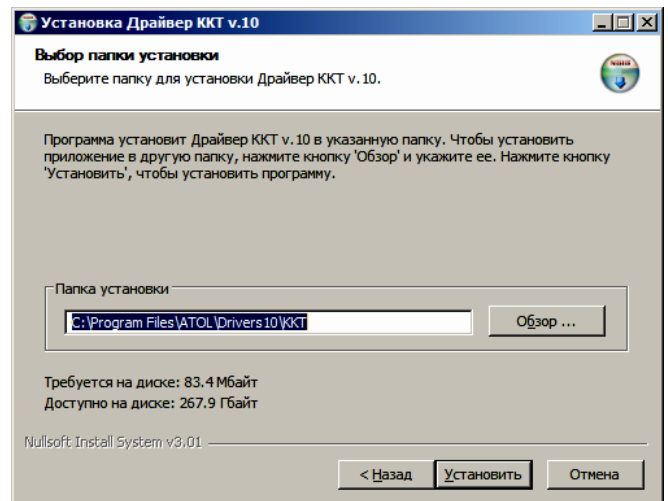 Установка Драйвер ККТ v.10
Выбор папки установки
Выберите папку для установки Драйвер ККТ v.10.
Программа установит Драйвер ККТ v.10 в указанную папку. Чтобы установить
приложение в другую папку, нажмите кнопку 'Обзор' и укажите ее. Нажмите кнопку
'Установить', чтобы установить программу.
Папка установки
C:\Program Files\ATOL\Drivers10\KKT
Обзор ...
Требуется на диске: 83.4 Мбайт
Доступно на диске: 267.9 Гбайт
Nullsoft Install System v3.01
< Назад
Установить
Отмена